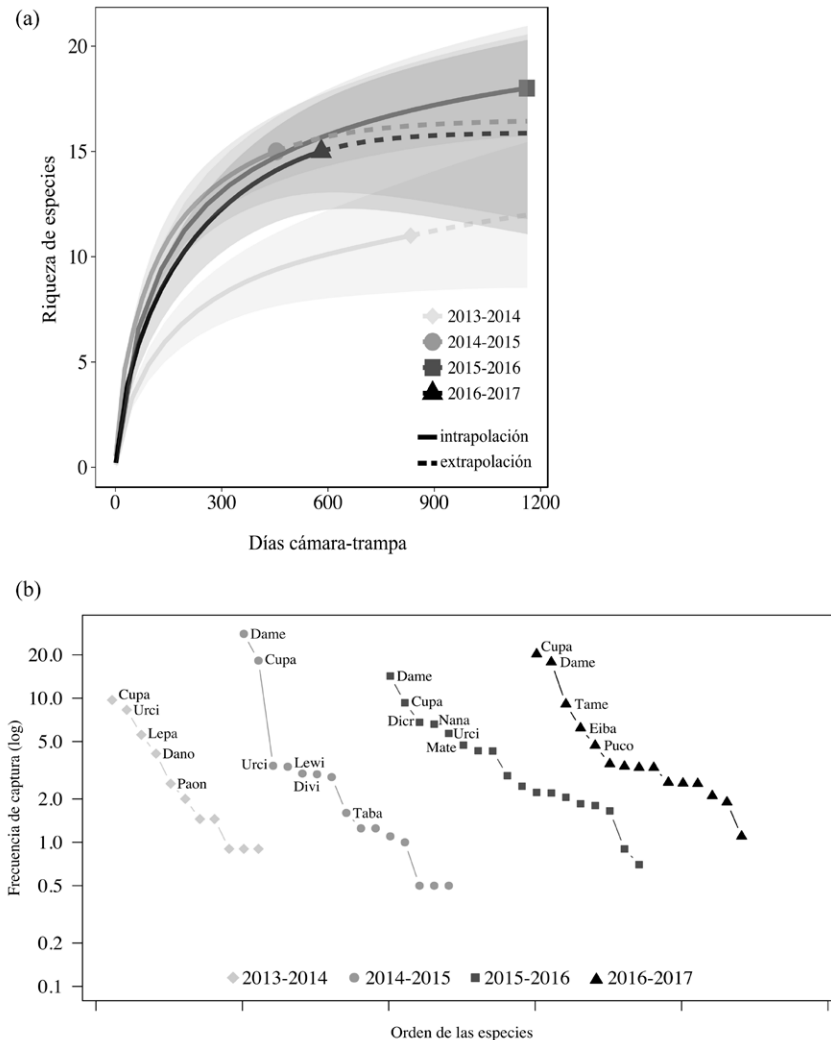 (a)
20
15
10
5
0
Riqueza de especies
2013-2014
2014-2015
2015-2016
2016-2017
intrapolación
extrapolación
0 300 600 900 1200
Días cámara-trampa
(b)
Frecuencia de captura (log)
20.0
10.0
5.0
2.0
1.0
0.5
0.2
0.1
Cupa
Urci
Lepa
Dano
Paon
Dame
Cupa
Urci
Lewi
Divi
Taba
Dame
Cupa
Dicr
Nana
Urci
Mate
Cupa
Dame
Tame
Eiba
Puco
2013-2014 2014-2015 2015-2016 2016-2017
Orden de las especies